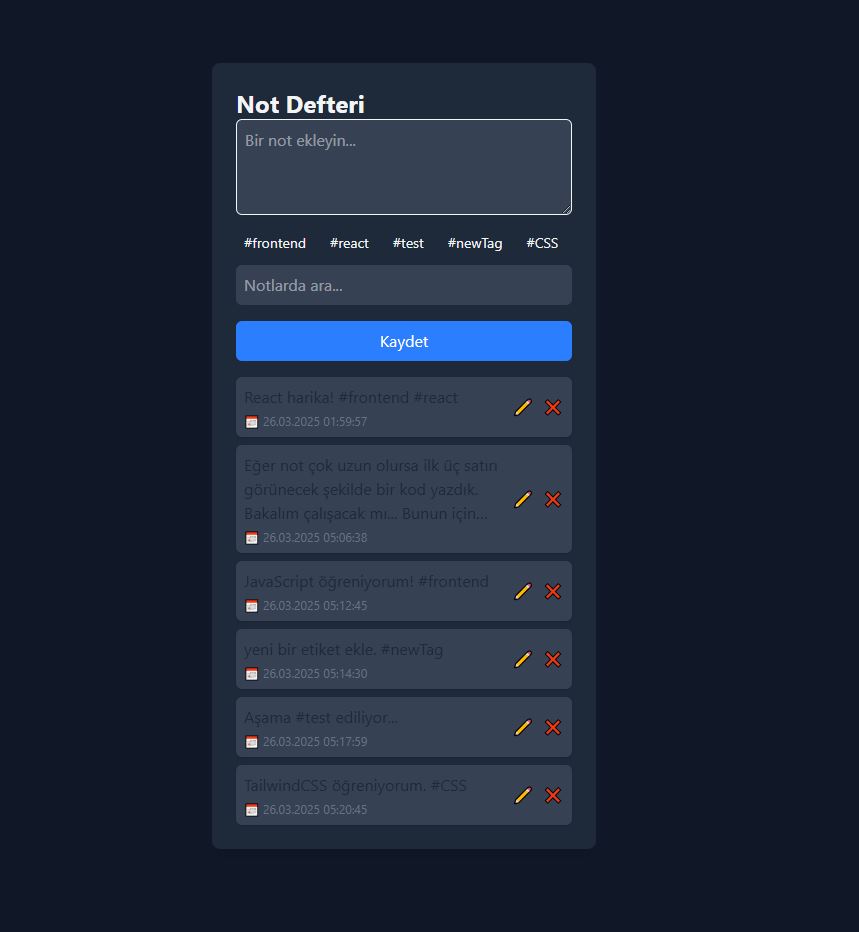 Not Defteri
Bir not ekleyin...
#frontend #react #test #newTag #CSS
Notlarda ara...
Kaydet
React harika! #frontend #react
26.03.2025 01:59:57
Eğer not çok uzun olursa ilk üç satın
görünecek şekilde bir kod yazdık.
Bakalım çalışacak mı... Bunun için...
26.03.2025 05:06:38
JavaScript öğreniyorum! #frontend
26.03.2025 05:12:45
yeni bir etiket ekle. #newTag
26.03.2025 05:14:30
Aşama #test ediliyor...
26.03.2025 05:17:59
TailwindCSS öğreniyorum. #CSS
26.03.2025 05:20:45